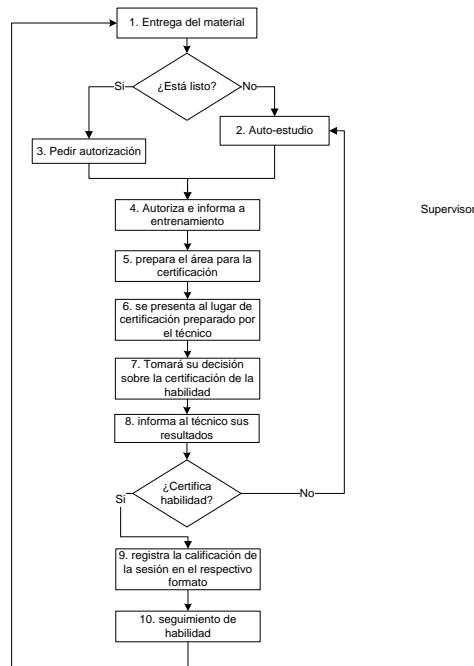 1. Entrega del material
¿Está listo?
Si
No
2. Auto-estudio
3. Pedir autorización
4. Autoriza e informa a
entrenamiento
Supervisor
5. prepara el área para la
certificación
6. se presenta al lugar de
certificación preparado por
el técnico
7. Tomará su decisión
sobre la certificación de la
habilidad
8. informa al técnico sus
resultados
¿Certifica
habilidad?
Si
No
9. registra la calificación de
la sesión en el respectivo
formato
10. seguimiento de
habilidad